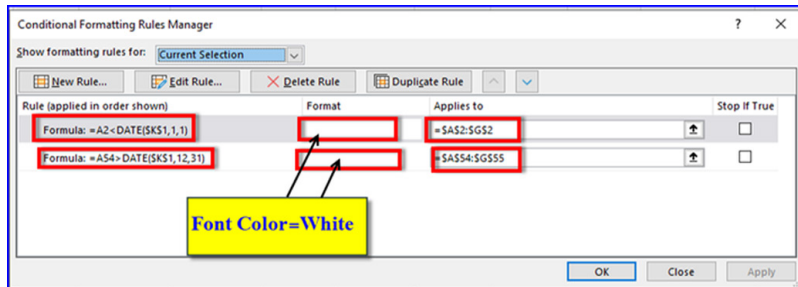 Conditional Formatting Rules Manager ? ×
Show formatting rules for: Current Selection
New Rule... Edit Rule... Delete Rule Duplicate Rule
Rule (applied in order shown) Format Applies to Stop If True
Formula: =A2<DATE($K$1,1,1) =$A$2:$G$2
Formula: =A54>DATE($K$1,12,31) =$A$54:$G$55
Font Color=White
OK Close Apply